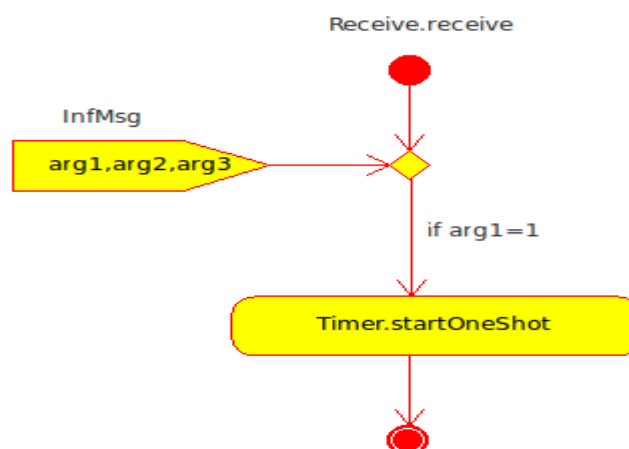 Receive.receive
InfMsg
arg1,arg2,arg3
if arg1=1
Timer.startOneShot